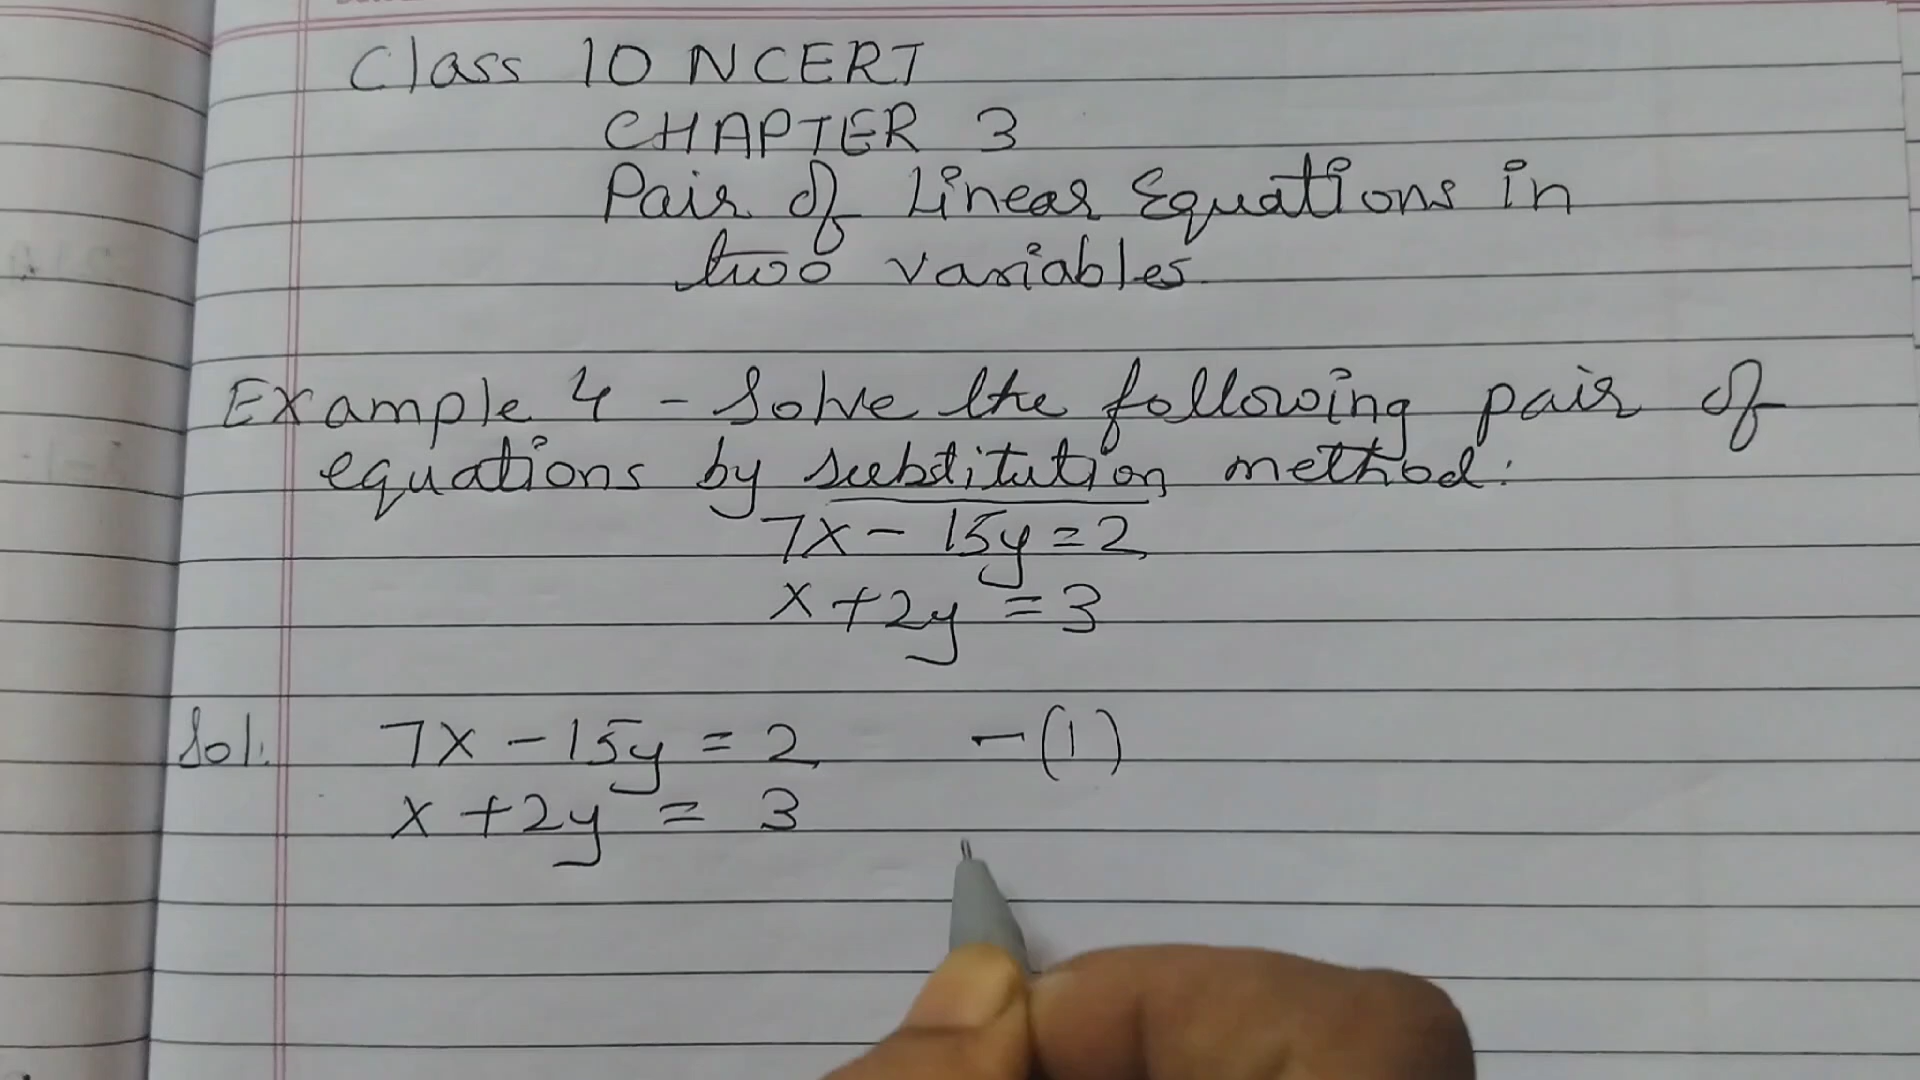 Class 10 NCERT
CHAPTER 3
Pair of Linear Equations in
two variables
Example 4 - Solve the following pair of
equations by substitution method:
7x - 15y = 2
x + 2y = 3
Sol. 7x - 15y = 2 - (1)
x + 2y = 3